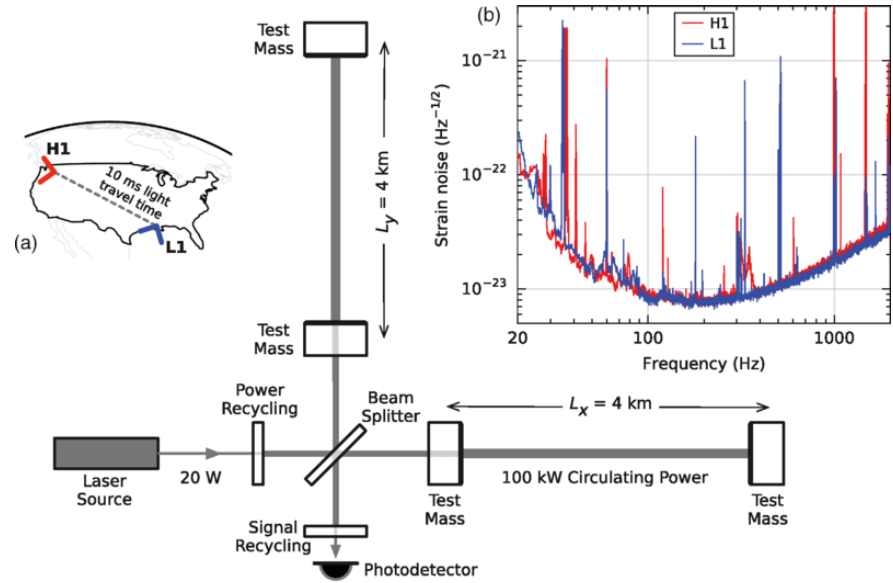 (a)
H1
10 ms light
travel time
L1
Test
Mass
Lᵧ = 4 km
Test
Mass
Power
Recycling
Beam
Splitter
Laser
Source
20 W
Signal
Recycling
Photodetector
Lₓ = 4 km
100 kW Circulating Power
Test
Mass
Test
Mass
(b)
H1
L1
Strain noise (Hz⁻¹/²)
10⁻²¹
10⁻²²
10⁻²³
20
100
1000
Frequency (Hz)